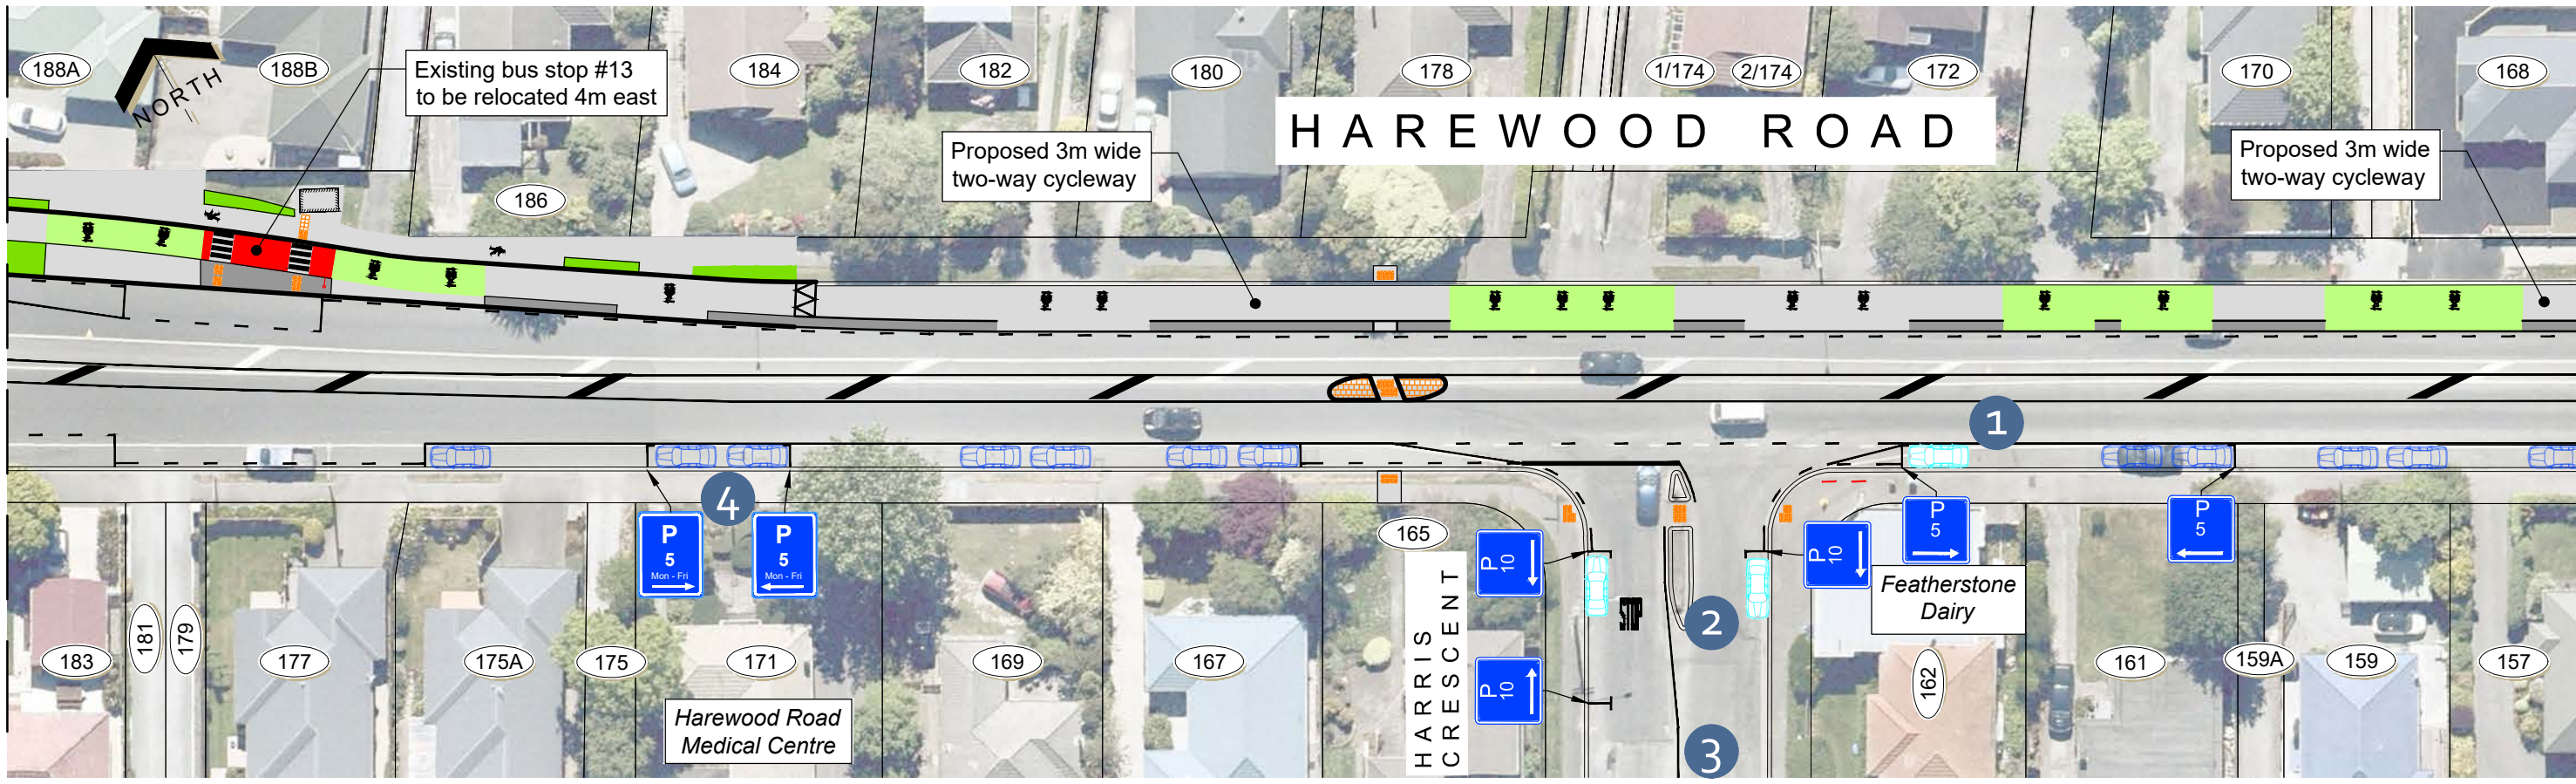 188A
NORTH
188B
Existing bus stop #13
to be relocated 4m east
184
182
180
178
1/174
2/174
172
170
168
HAREWOOD ROAD
Proposed 3m wide
two-way cycleway
Proposed 3m wide
two-way cycleway
186
1
4
P
5
Mon - Fri
P
5
Mon - Fri
165
P
10
P
10
P
5
P
5
Featherstone
Dairy
HARRIS
CRESCENT
2
P
10
183
181
179
177
175A
175
171
169
167
162
161
159A
159
157
Harewood Road
Medical Centre
3